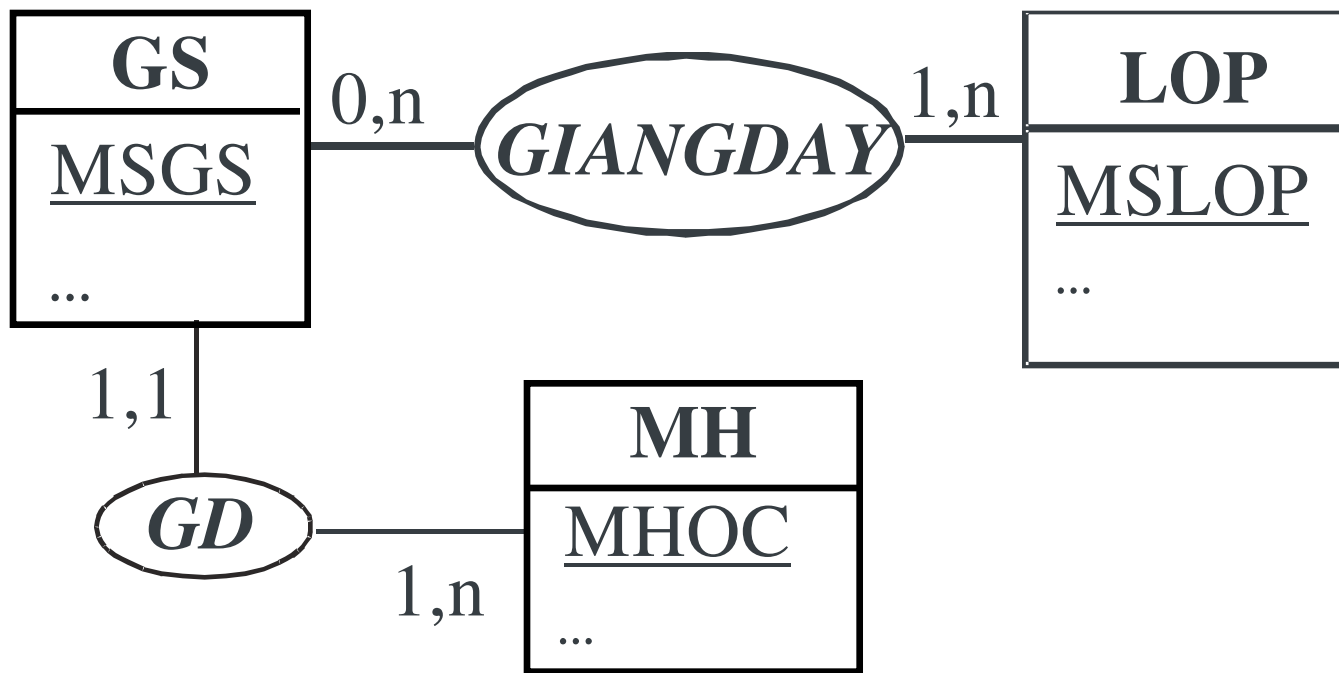 GS
MSGS
...
0,n
GIANGDAY
1,n
LOP
MSLOP
...
1,1
GD
1,n
MH
MHOC
...